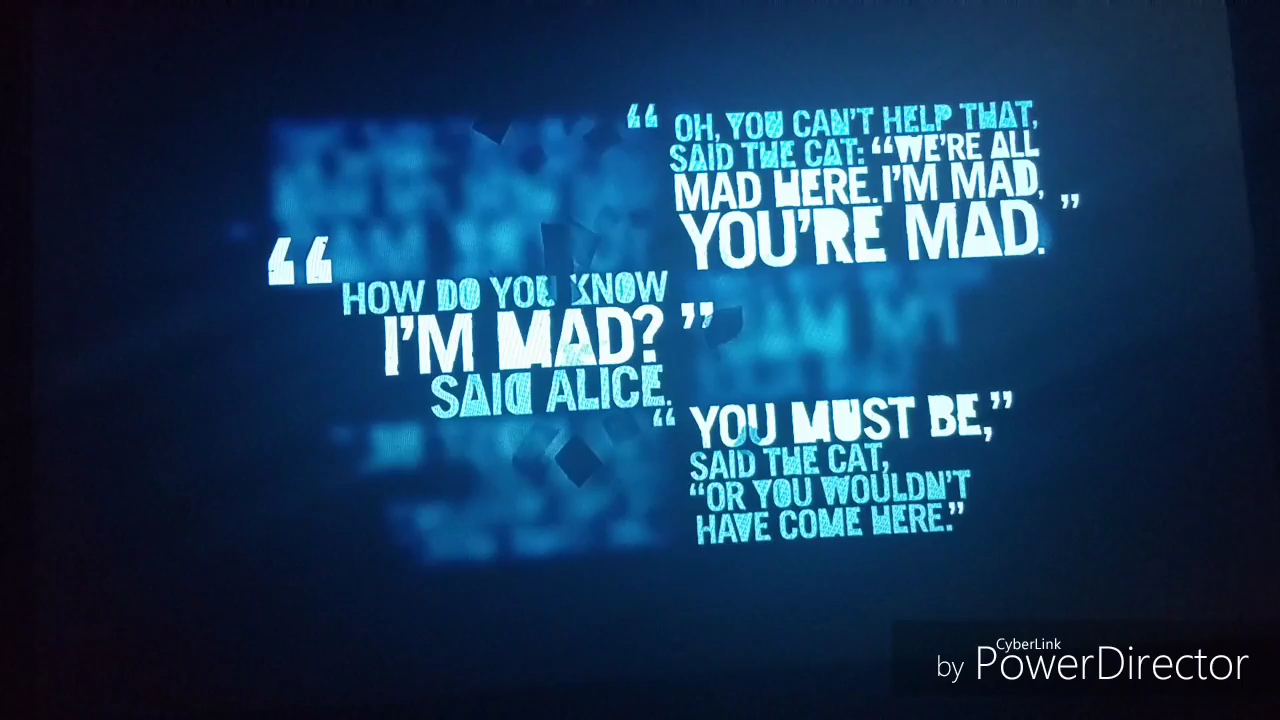 “ OH, YOU CAN'T HELP THAT,
SAID THE CAT: “WE'RE ALL
MAD HERE. I'M MAD,
YOU'RE MAD. ”
“ HOW DO YOU KNOW
I'M MAD? ”
SAID ALICE.
“ YOU MUST BE,”
SAID THE CAT,
“OR YOU WOULDN'T
HAVE COME HERE.”
by CyberLink
PowerDirector